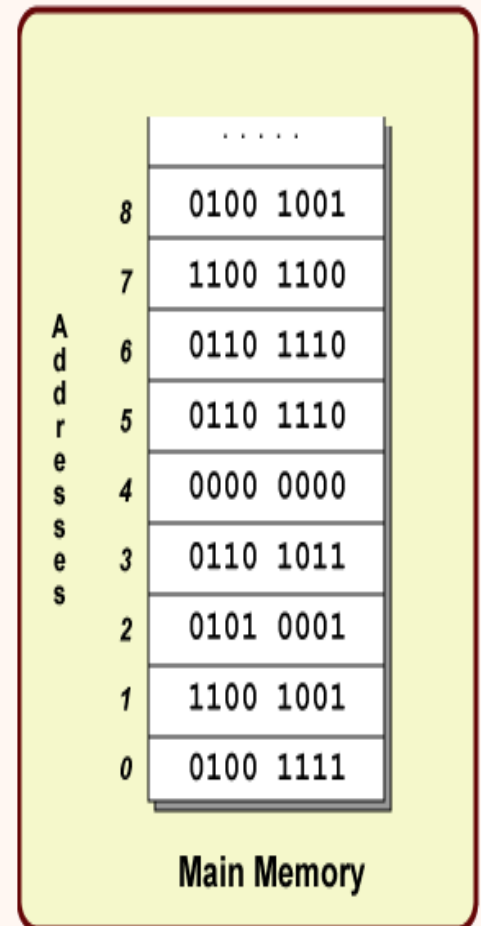 . . . . .
8 0100 1001
7 1100 1100
6 0110 1110
5 0110 1110
4 0000 0000
3 0110 1011
2 0101 0001
1 1100 1001
0 0100 1111
Addresses
Main Memory